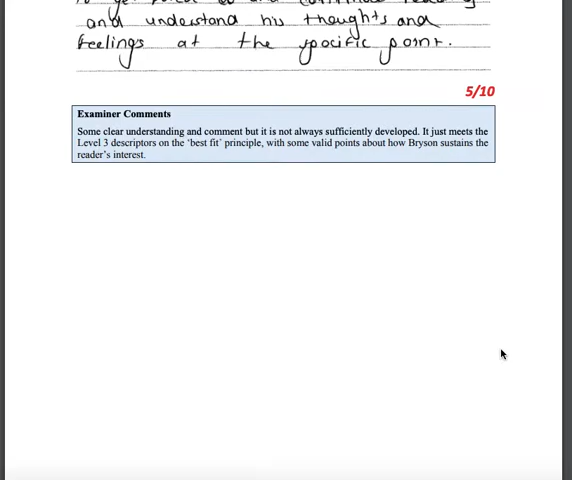 and understand his thoughts and
feelings at the spocific point.
5/10
Examiner Comments
Some clear understanding and comment but it is not always sufficiently developed. It just meets the
Level 3 descriptors on the 'best fit' principle, with some valid points about how Bryson sustains the
reader's interest.